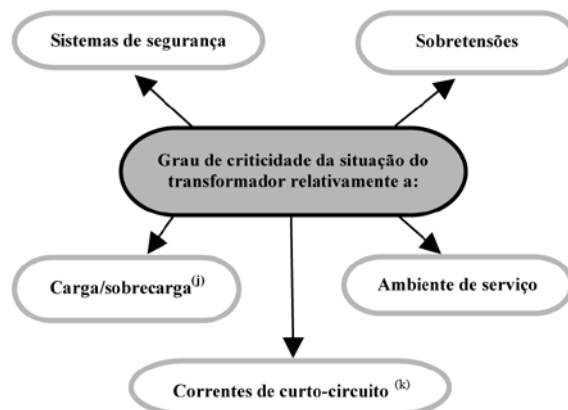 Sistemas de segurança
Sobretensões
Grau de criticidade da situação do
transformador relativamente a:
Carga/sobrecarga(j)
Ambiente de serviço
Correntes de curto-circuito (k)